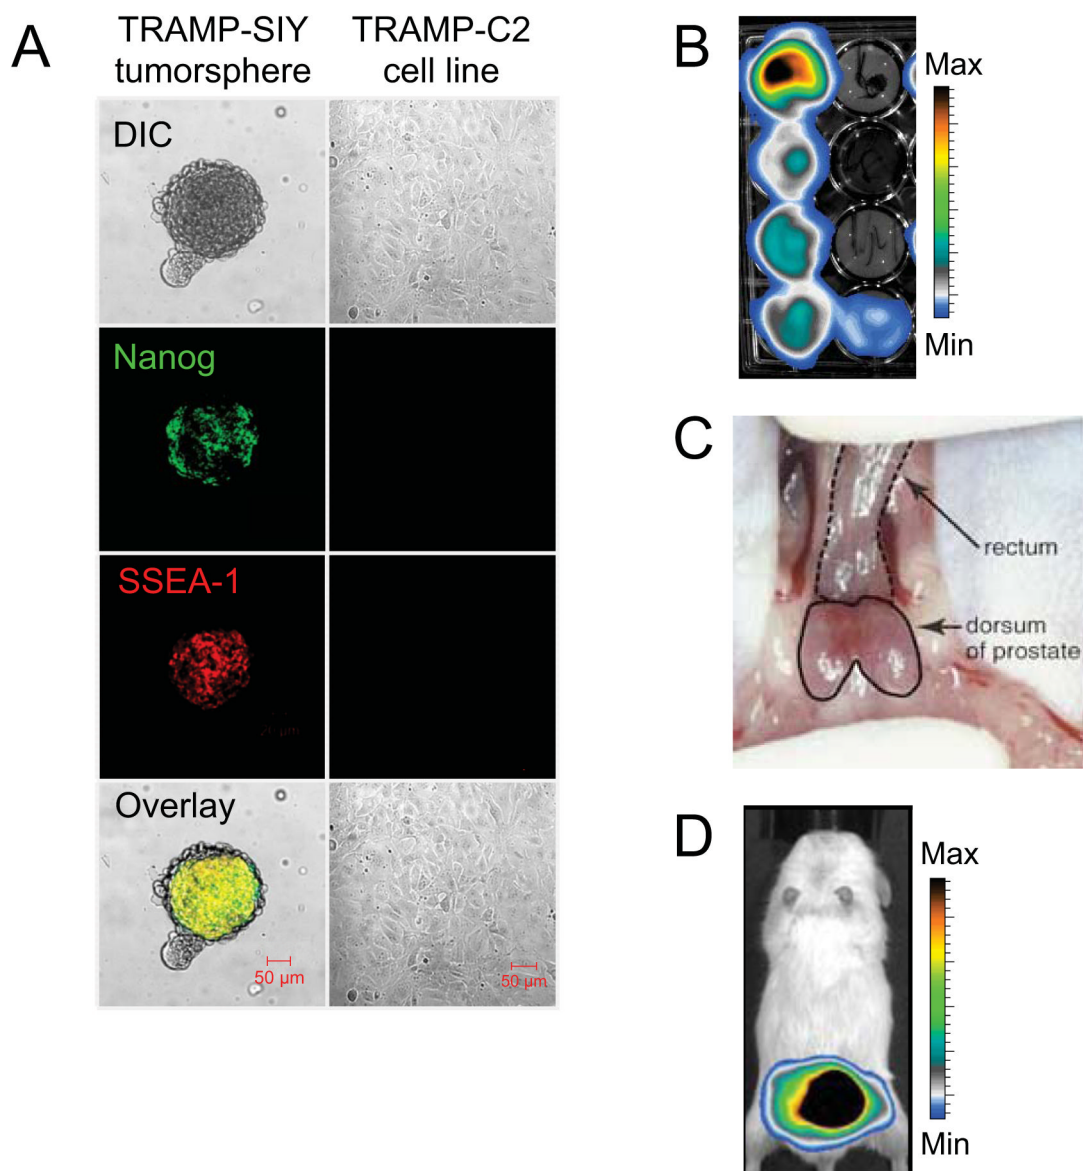 A
TRAMP-SIY
tumorsphere
TRAMP-C2
cell line
DIC
Nanog
SSEA-1
Overlay
50 µm
50 µm
B
Max
Min
C
rectum
dorsum
of prostate
D
Max
Min